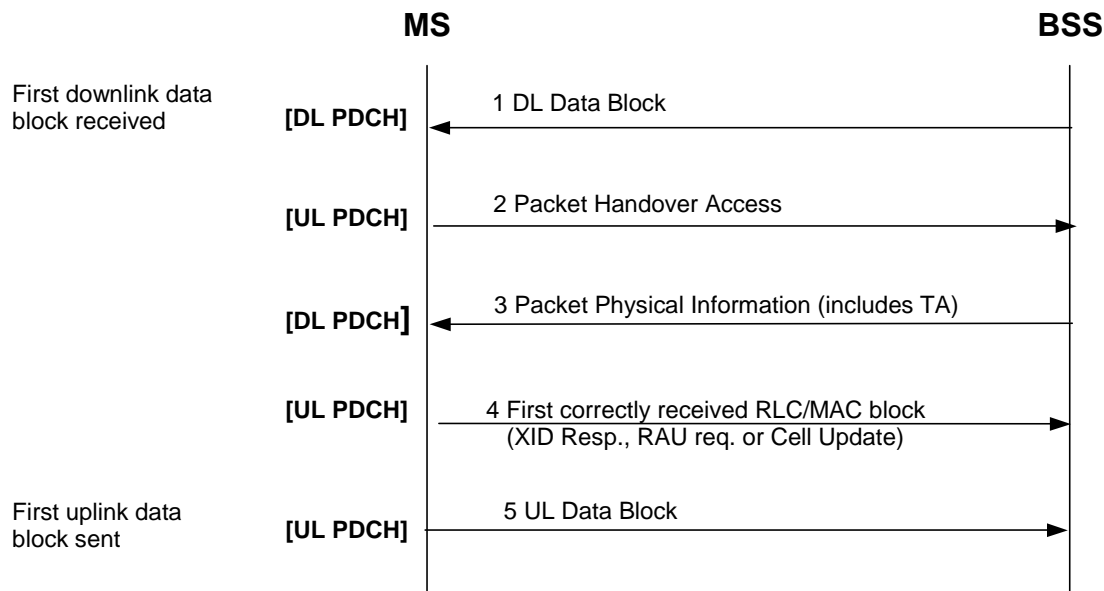 MS
BSS
First downlink data
block received
[DL PDCH]
1 DL Data Block
[UL PDCH]
2 Packet Handover Access
[DL PDCH]
3 Packet Physical Information (includes TA)
[UL PDCH]
4 First correctly received RLC/MAC block
(XID Resp., RAU req. or Cell Update)
First uplink data
block sent
[UL PDCH]
5 UL Data Block